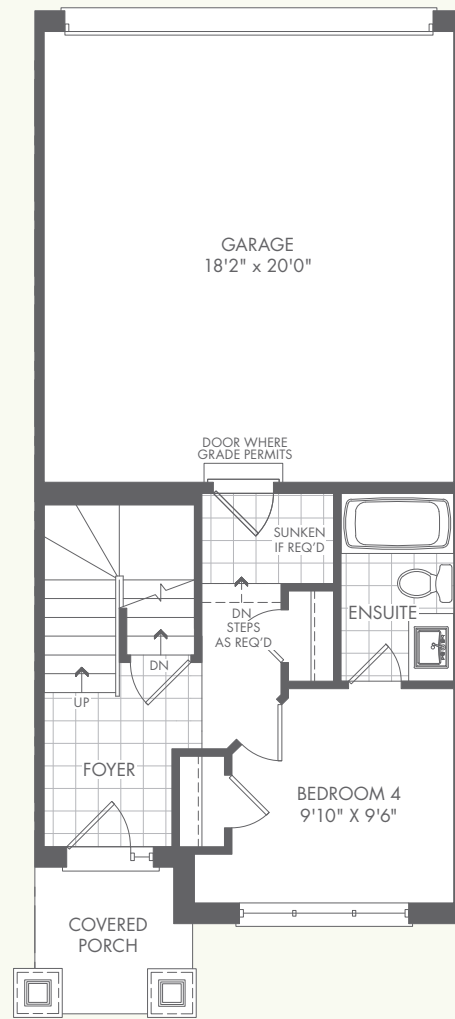 GARAGE
18'2" x 20'0"
DOOR WHERE
GRADE PERMITS
SUNKEN
IF REQ'D
DN
STEPS
AS REQ'D
ENSUITE
DN
UP
FOYER
BEDROOM 4
9'10" X 9'6"
COVERED
PORCH